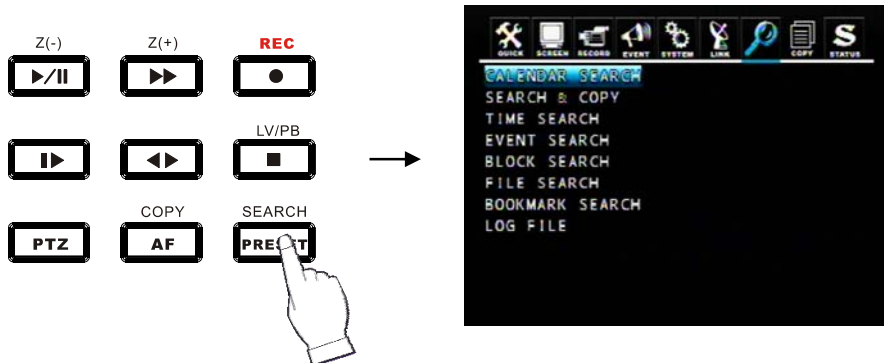 Z(-) Z(+) REC
LV/PB
COPY SEARCH
PTZ AF PRESET
QUICK SCREEN RECORD EVENT SYSTEM LINK COPY S STATUS
CALENDAR SEARCH
SEARCH & COPY
TIME SEARCH
EVENT SEARCH
BLOCK SEARCH
FILE SEARCH
BOOKMARK SEARCH
LOG FILE